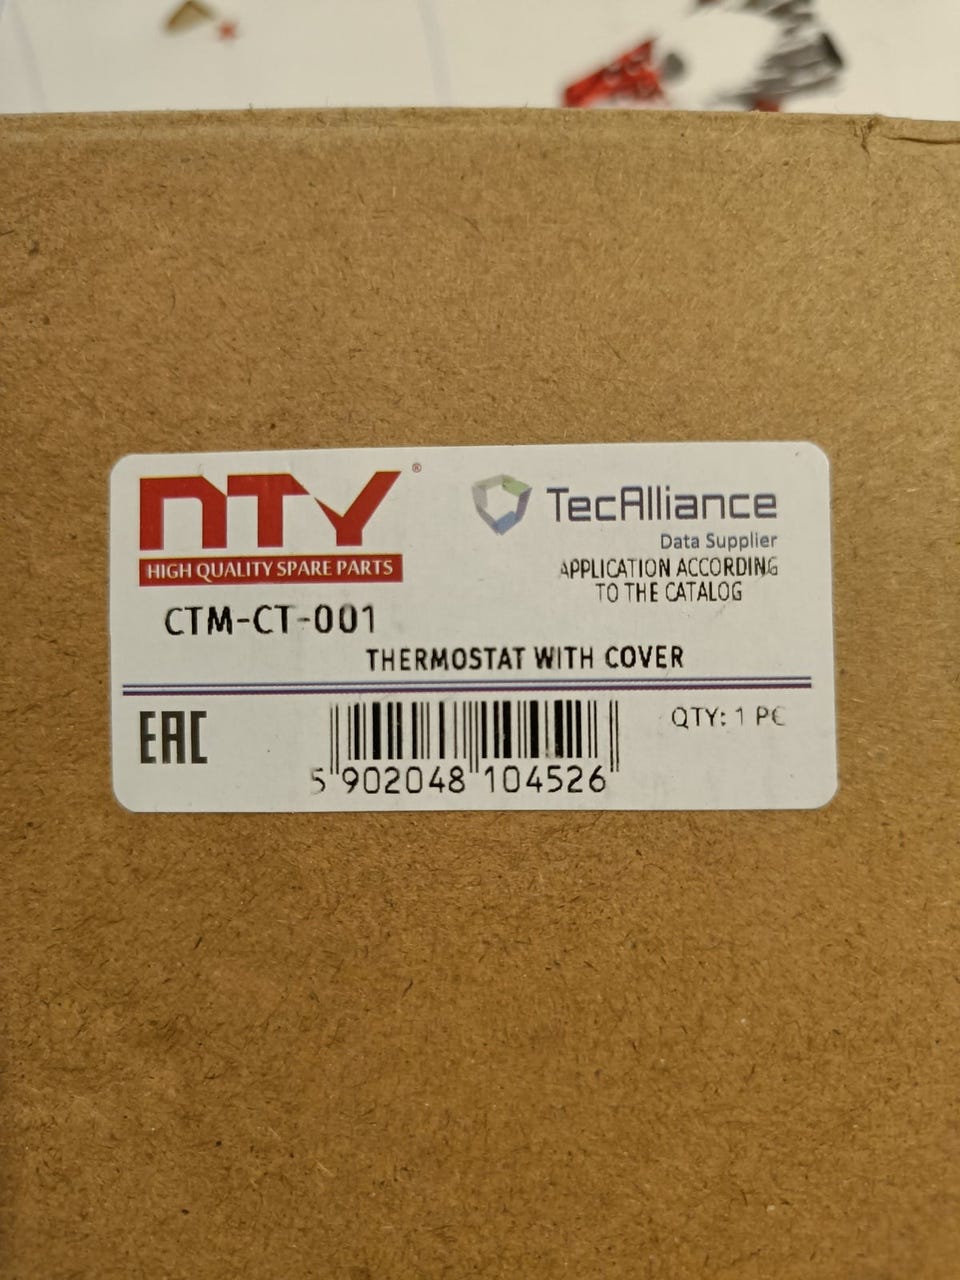 NTY®
HIGH QUALITY SPARE PARTS
TecAlliance
Data Supplier
APPLICATION ACCORDING
TO THE CATALOG
CTM-CT-001
THERMOSTAT WITH COVER
EAC
QTY: 1 PC
5 902048 104526